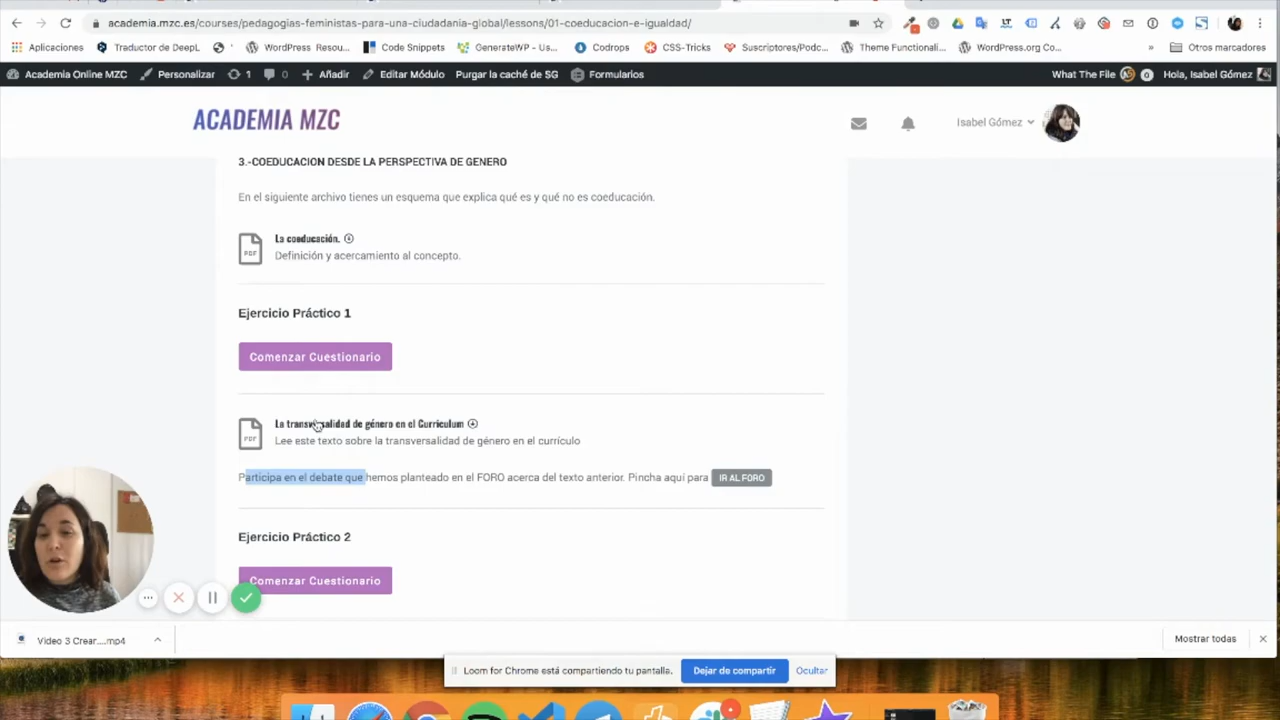 academia.mzc.es/courses/pedagogias-feministas-para-una-ciudadania-global/lessons/01-coeducacion-e-igualdad/
Aplicaciones Traductor de DeepL WordPress Resou... Code Snippets GenerateWP - Us... Codrops CSS-Tricks Suscriptores/Podc... Theme Functionali... WordPress.org Co... » Otros marcadores
Academia Online MZC Personalizar 1 0 Añadir Editar Módulo Purgar la caché de SG Formularios What The File 0 Hola, Isabel Gómez
ACADEMIA MZC
Isabel Gómez
3.-COEDUCACION DESDE LA PERSPECTIVA DE GENERO
En el siguiente archivo tienes un esquema que explica qué es y qué no es coeducación.
PDF
La coeducación.
Definición y acercamiento al concepto.
Ejercicio Práctico 1
Comenzar Cuestionario
PDF
La transversalidad de género en el Curriculum
Lee este texto sobre la transversalidad de género en el currículo
Participa en el debate que hemos planteado en el FORO acerca del texto anterior. Pincha aquí para IR AL FORO
Ejercicio Práctico 2
Comenzar Cuestionario
Video 3 Crear....mp4
Mostrar todas
Loom for Chrome está compartiendo tu pantalla. Dejar de compartir Ocultar